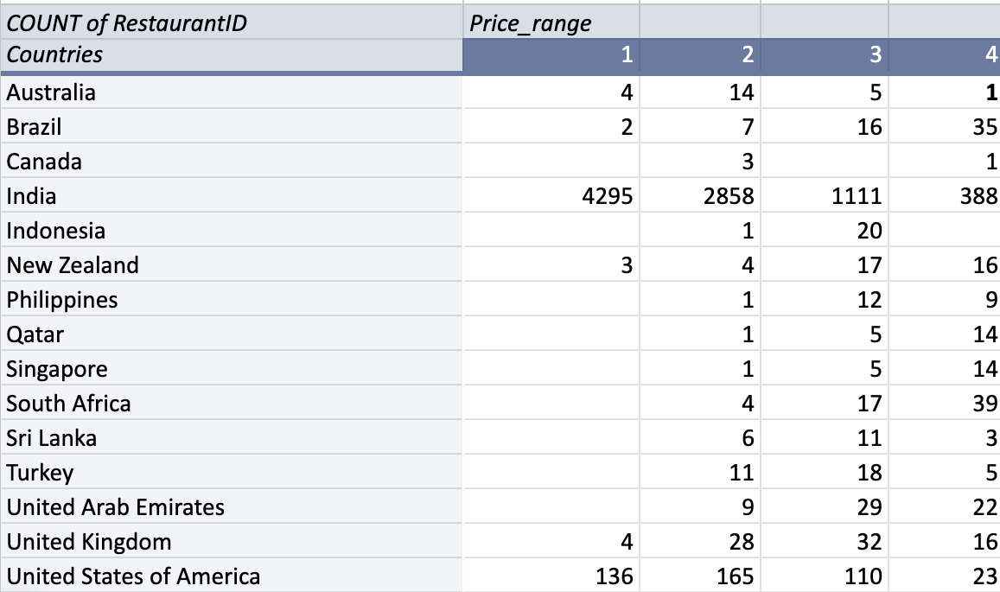 COUNT of RestaurantID Price_range
Countries 1 2 3 4
Australia 4 14 5 1
Brazil 2 7 16 35
Canada 3 1
India 4295 2858 1111 388
Indonesia 1 20
New Zealand 3 4 17 16
Philippines 1 12 9
Qatar 1 5 14
Singapore 1 5 14
South Africa 4 17 39
Sri Lanka 6 11 3
Turkey 11 18 5
United Arab Emirates 9 29 22
United Kingdom 4 28 32 16
United States of America 136 165 110 23